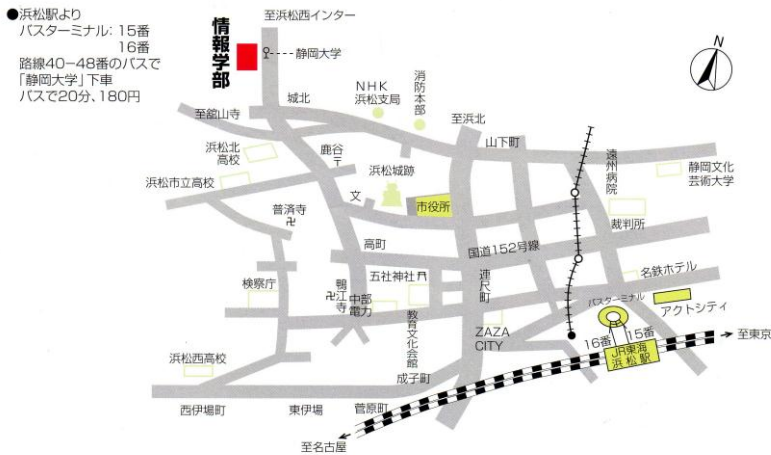 ●浜松駅より
バスターミナル: 15番
16番
路線40−48番のバスで
「静岡大学」下車
バスで20分、180円
至浜松西インター
情報学部
静岡大学
N
城北
NHK
浜松支局
消防本部
至浜北
至舘山寺
山下町
遠州病院
静岡文化
芸術大学
浜松北
高校
鹿谷
〒
浜松城跡
浜松市立高校
文
市役所
普済寺
卍
裁判所
高町
国道152号線
五社神社
連尺町
名鉄ホテル
検察庁
鴨江寺
卍
中部
電力
バスターミナル
アクトシティ
教育文化会館
ZAZA
CITY
16番
15番
至東京
JR東海
浜松駅
浜松西高校
成子町
西伊場町
東伊場
菅原町
至名古屋